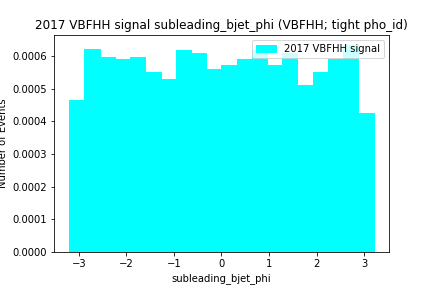 2017 VBFHH signal subleading_bjet_phi (VBFHH; tight pho_id)
2017 VBFHH signal
Number of Events
0.0006
0.0005
0.0004
0.0003
0.0002
0.0001
0.0000
−3 −2 −1 0 1 2 3
subleading_bjet_phi